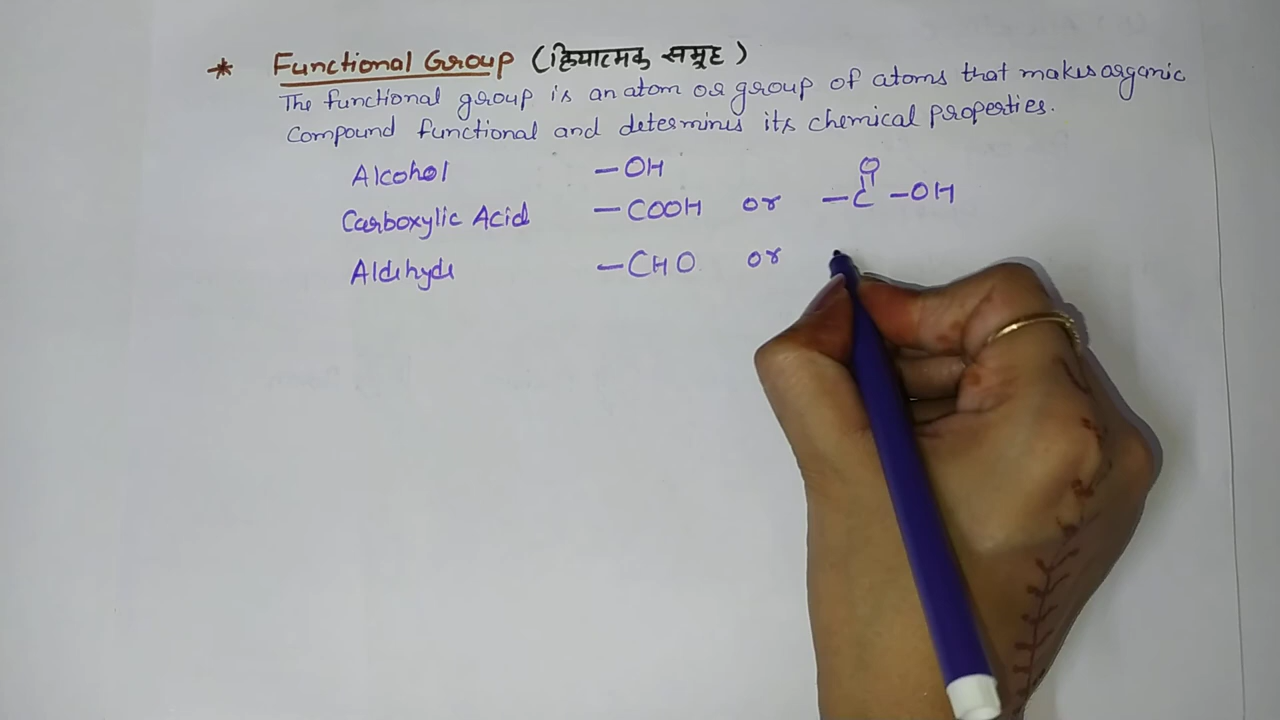 * Functional Group (क्रियात्मक समूह)
The functional group is an atom or group of atoms that makes organic
compound functional and determines its chemical properties.
Alcohol —OH
Carboxylic Acid —COOH or —C—OH
O
||
Aldehyde —CHO or